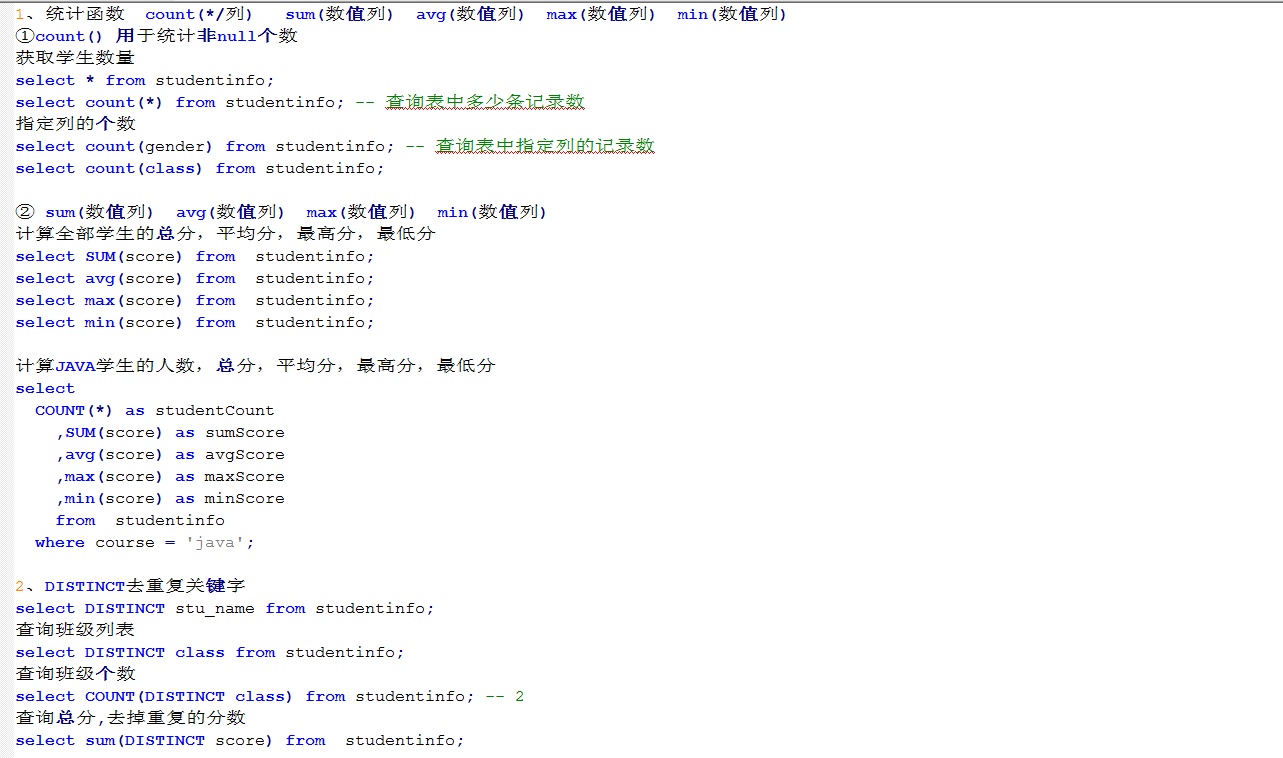 1、统计函数  count(*/列)   sum(数值列)  avg(数值列)  max(数值列)  min(数值列)
①count() 用于统计非null个数
获取学生数量
select * from studentinfo;
select count(*) from studentinfo; -- 查询表中多少条记录数
指定列的个数
select count(gender) from studentinfo; -- 查询表中指定列的记录数
select count(class) from studentinfo;
② sum(数值列)  avg(数值列)  max(数值列)  min(数值列)
计算全部学生的总分，平均分，最高分，最低分
select SUM(score) from  studentinfo;
select avg(score) from  studentinfo;
select max(score) from  studentinfo;
select min(score) from  studentinfo;
计算JAVA学生的人数，总分，平均分，最高分，最低分
select
  COUNT(*) as studentCount
    ,SUM(score) as sumScore
    ,avg(score) as avgScore
    ,max(score) as maxScore
    ,min(score) as minScore
    from  studentinfo
  where course = 'java';
2、DISTINCT去重复关键字
select DISTINCT stu_name from studentinfo;
查询班级列表
select DISTINCT class from studentinfo;
查询班级个数
select COUNT(DISTINCT class) from studentinfo; -- 2
查询总分,去掉重复的分数
select sum(DISTINCT score) from  studentinfo;